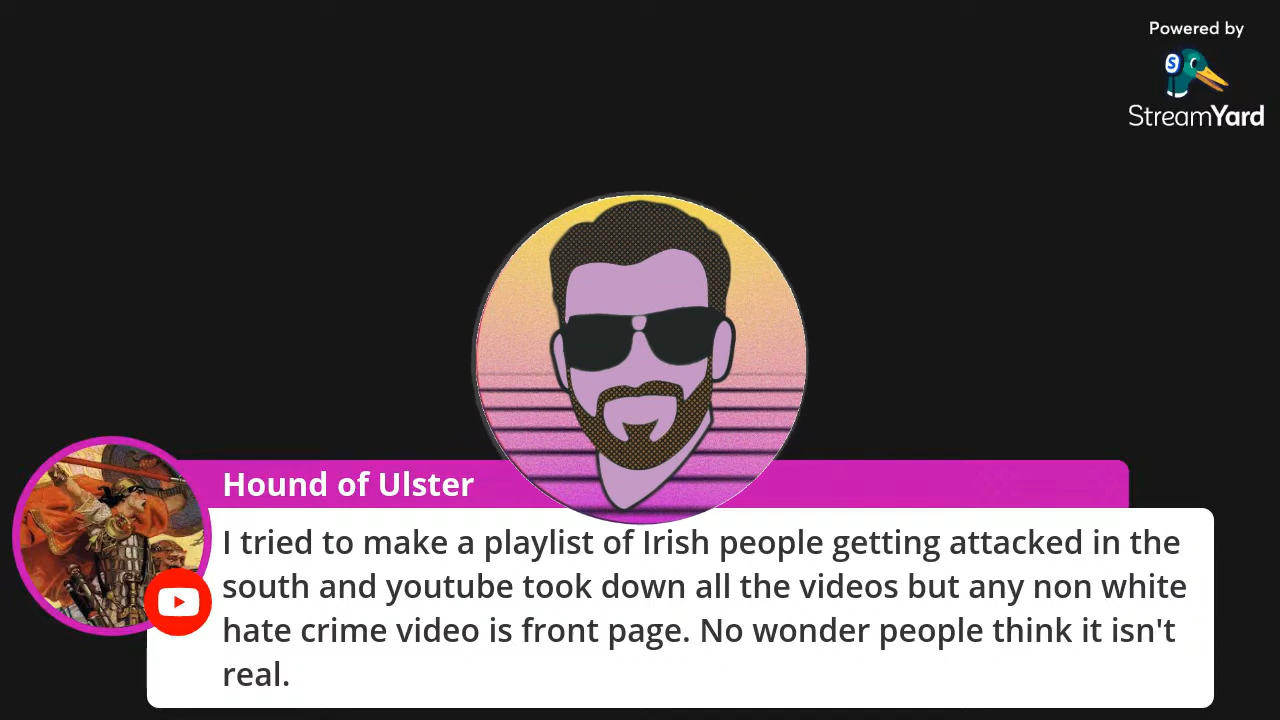 Powered by
S
StreamYard
Hound of Ulster
I tried to make a playlist of Irish people getting attacked in the
south and youtube took down all the videos but any non white
hate crime video is front page. No wonder people think it isn't
real.